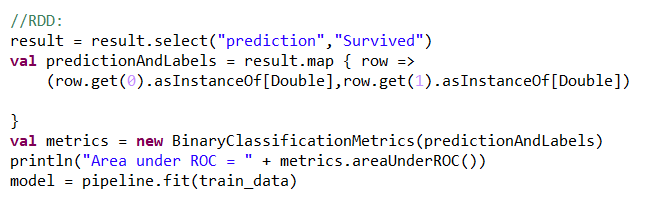 //RDD:
result = result.select("prediction","Survived")
val predictionAndLabels = result.map { row =>
    (row.get(0).asInstanceOf[Double],row.get(1).asInstanceOf[Double])
}
val metrics = new BinaryClassificationMetrics(predictionAndLabels)
println("Area under ROC = " + metrics.areaUnderROC())
model = pipeline.fit(train_data)